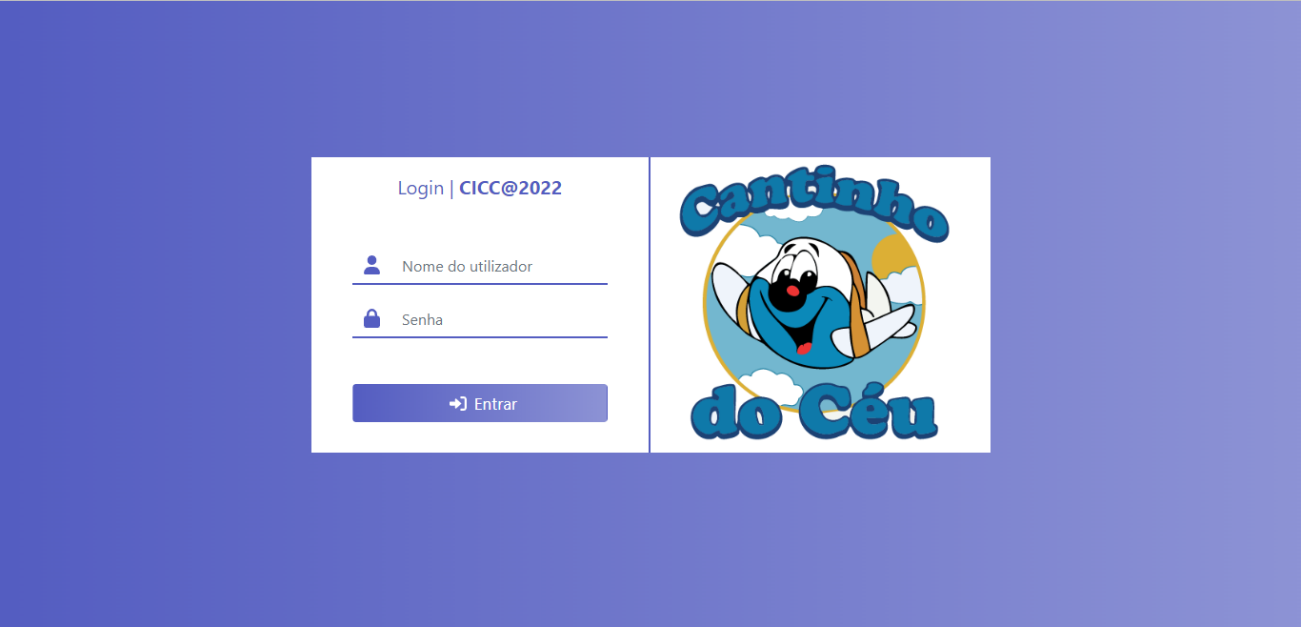 Login | CICC@2022
Nome do utilizador
Senha
Entrar
Cantinho
do Céu